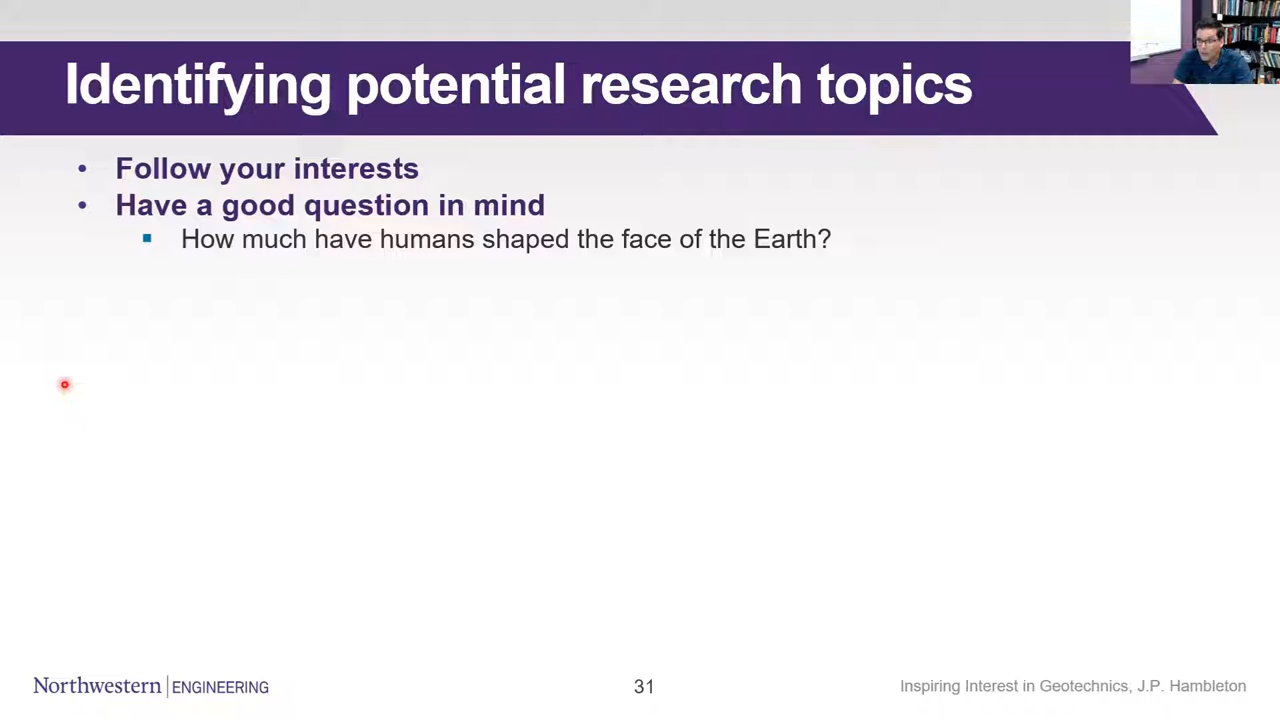 Identifying potential research topics
• Follow your interests
• Have a good question in mind
▪ How much have humans shaped the face of the Earth?
Northwestern | ENGINEERING
31
Inspiring Interest in Geotechnics, J.P. Hambleton